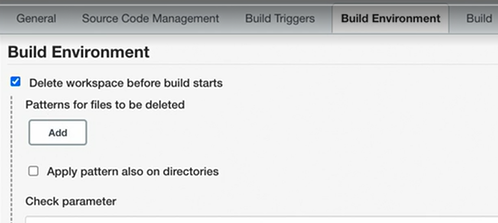 General Source Code Management Build Triggers Build Environment Build
Build Environment
Delete workspace before build starts
Patterns for files to be deleted
Add
Apply pattern also on directories
Check parameter